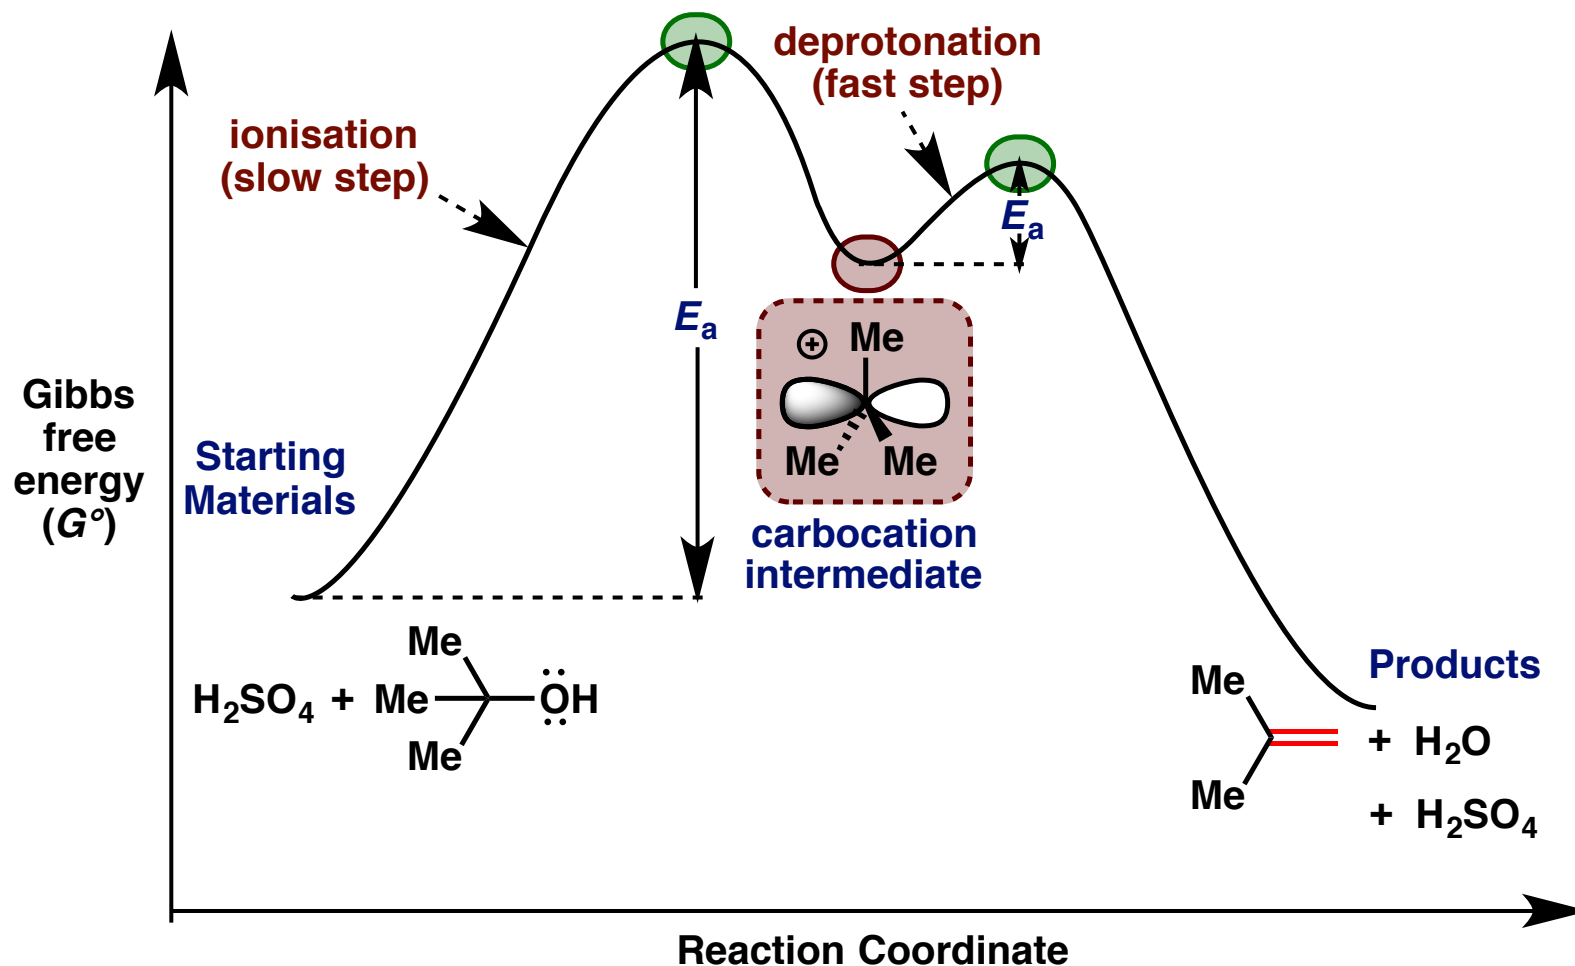 deprotonation
(fast step)
ionisation
(slow step)
Eₐ
Eₐ
⊕ Me
Me Me
Gibbs
free
energy
(G°)
Starting
Materials
carbocation
intermediate
Me
H₂SO₄ + Me OH
Me
Products
Me
+ H₂O
Me
+ H₂SO₄
Reaction Coordinate